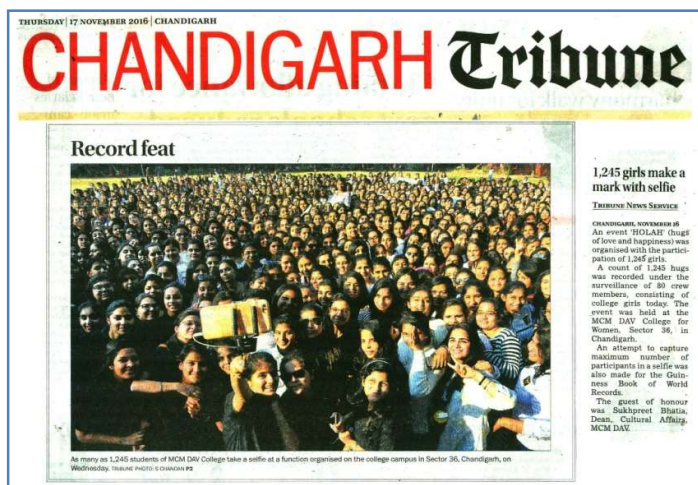 THURSDAY | 17 NOVEMBER 2016 | CHANDIGARH
CHANDIGARH Tribune
Record feat
As many as 1,245 students of MCM DAV College take a selfie at a function organised on the college campus in Sector 36, Chandigarh, on
Wednesday. TRIBUNE PHOTO: S CHANDAN P2
1,245 girls make a
mark with selfie
TRIBUNE NEWS SERVICE
CHANDIGARH, NOVEMBER 16
An event 'HOLAH' (hugs
of love and happiness) was
organised with the partici-
pation of 1,245 girls.
A count of 1,245 hugs
was recorded under the
surveillance of 80 crew
members, consisting of
college girls today. The
event was held at the
MCM DAV College for
Women, Sector 36, in
Chandigarh.
An attempt to capture
maximum number of
participants in a selfie was
also made for the Guin-
ness Book of World
Records.
The guest of honour
was Sukhpreet Bhatia,
Dean, Cultural Affairs,
MCM DAV.